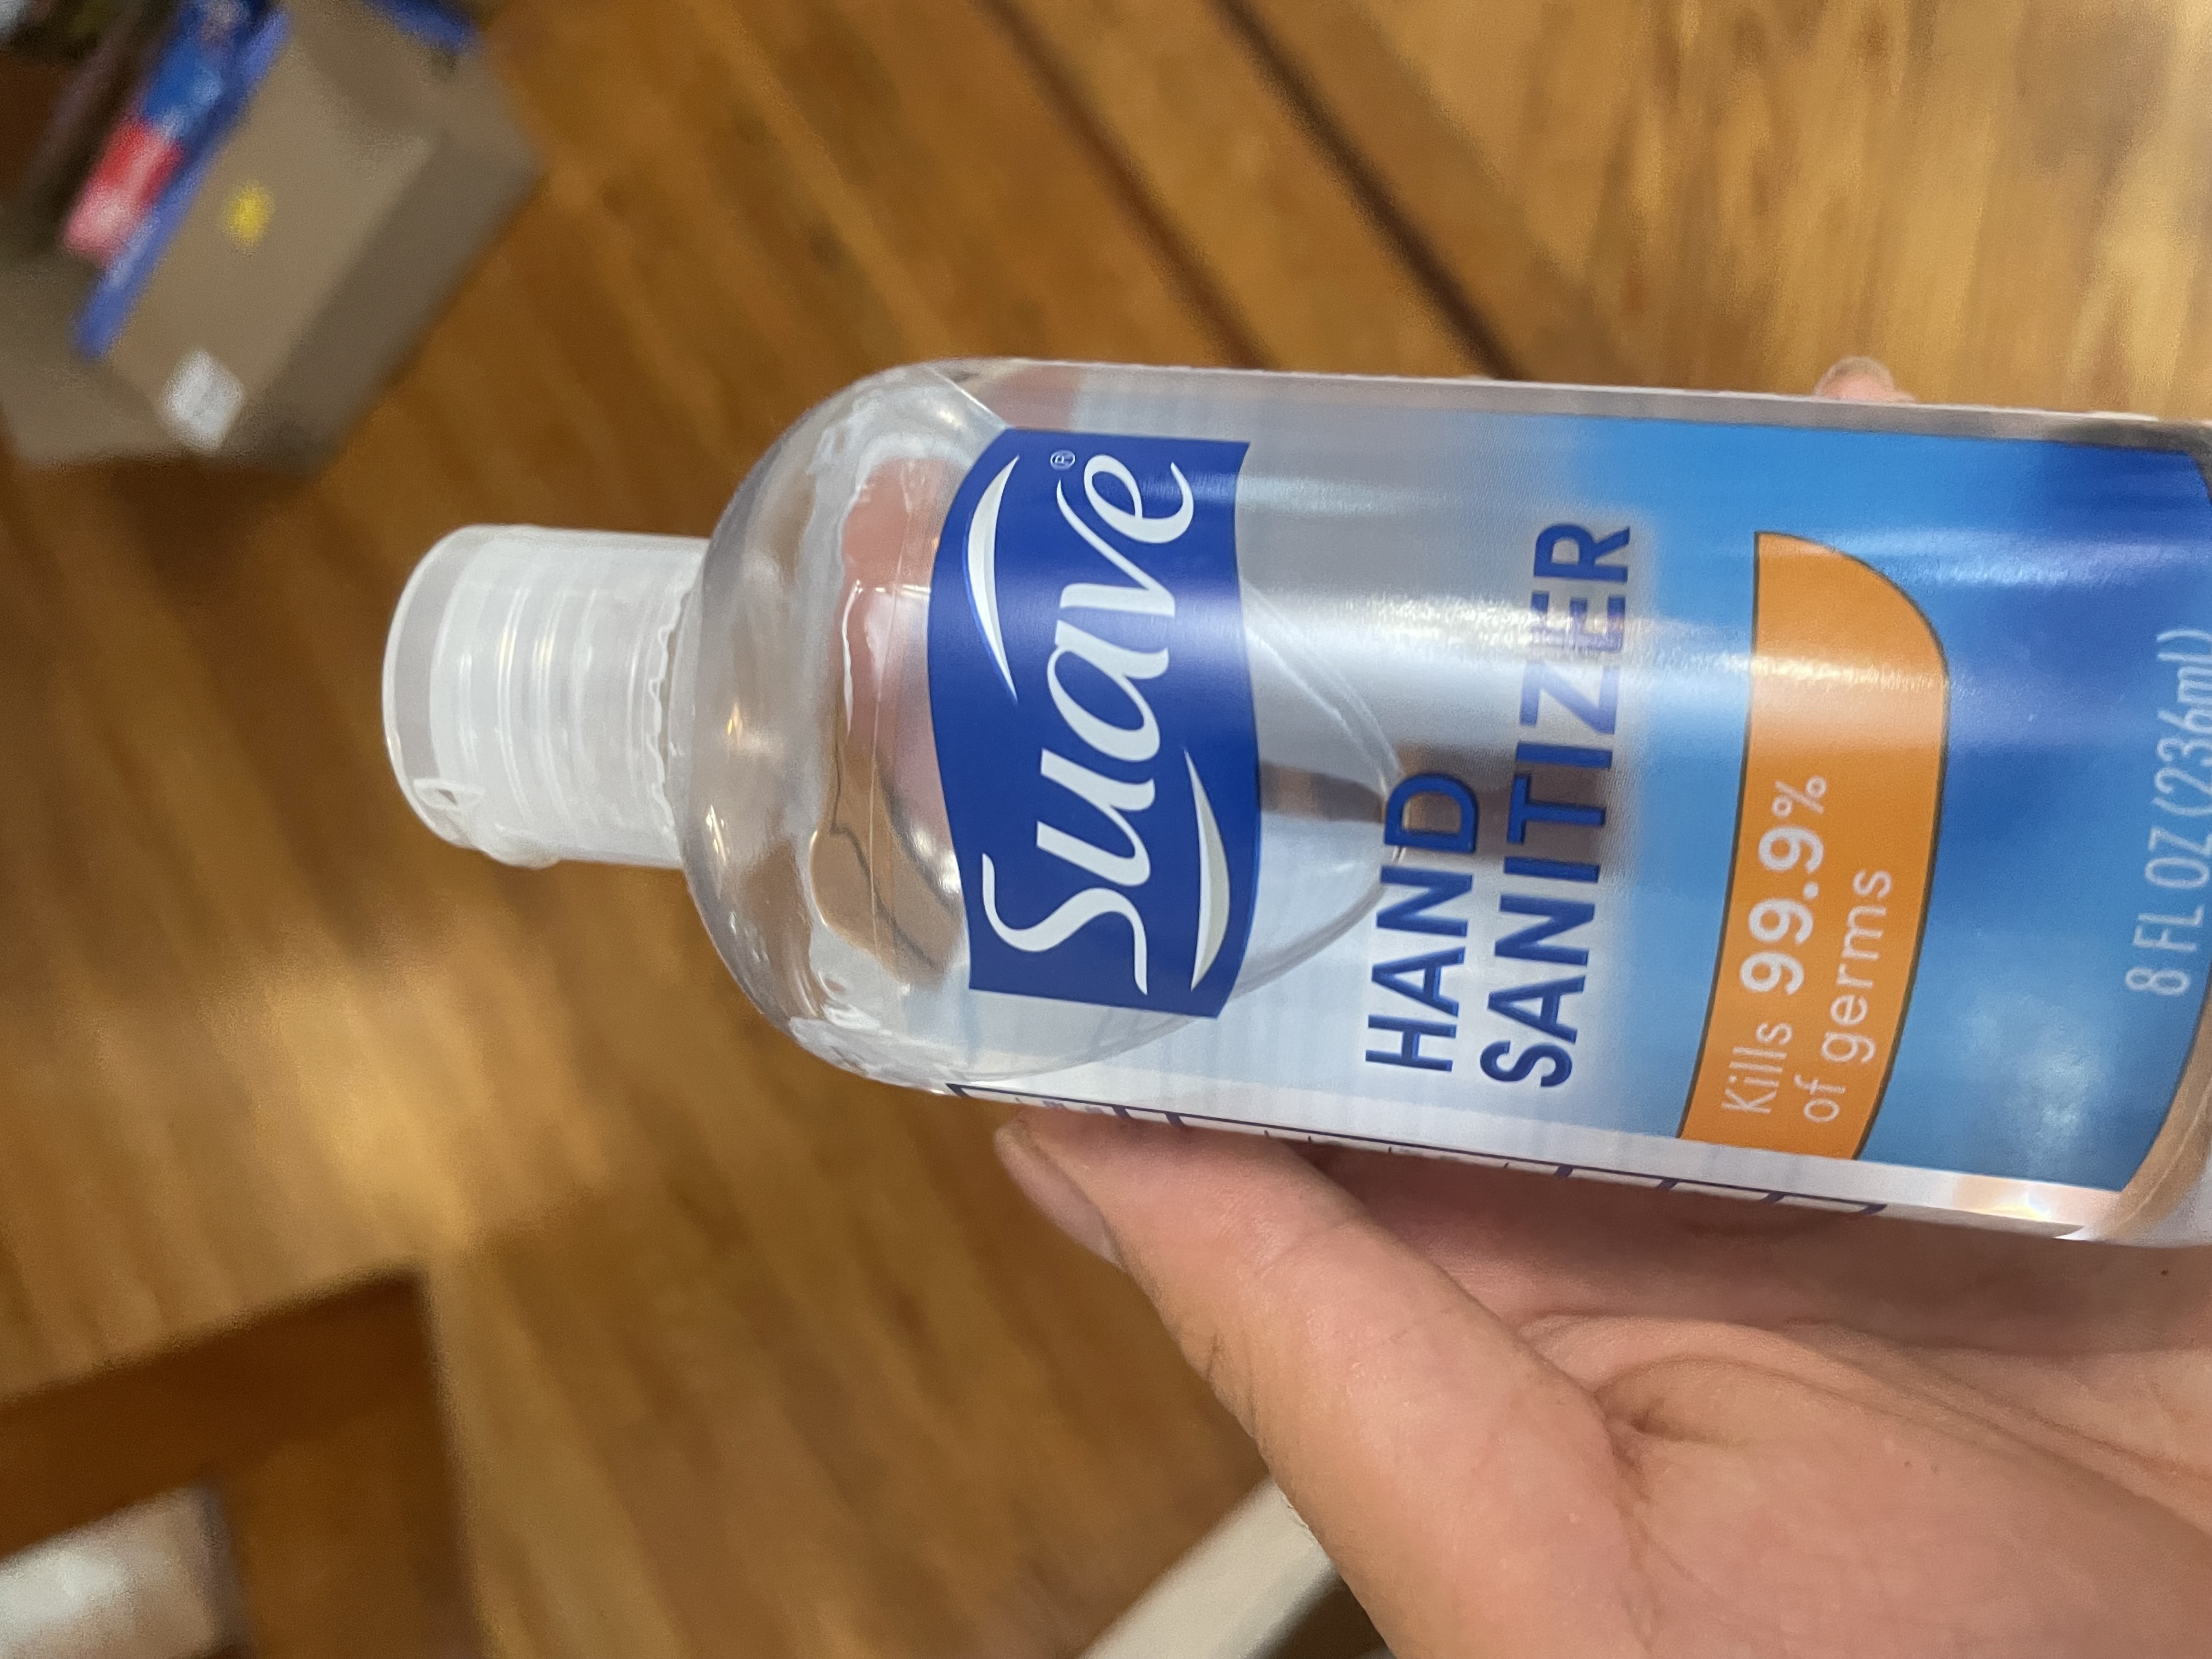 Suave®
HAND
SANITIZER
Kills 99.9%
of germs
8 FL OZ (236mL)